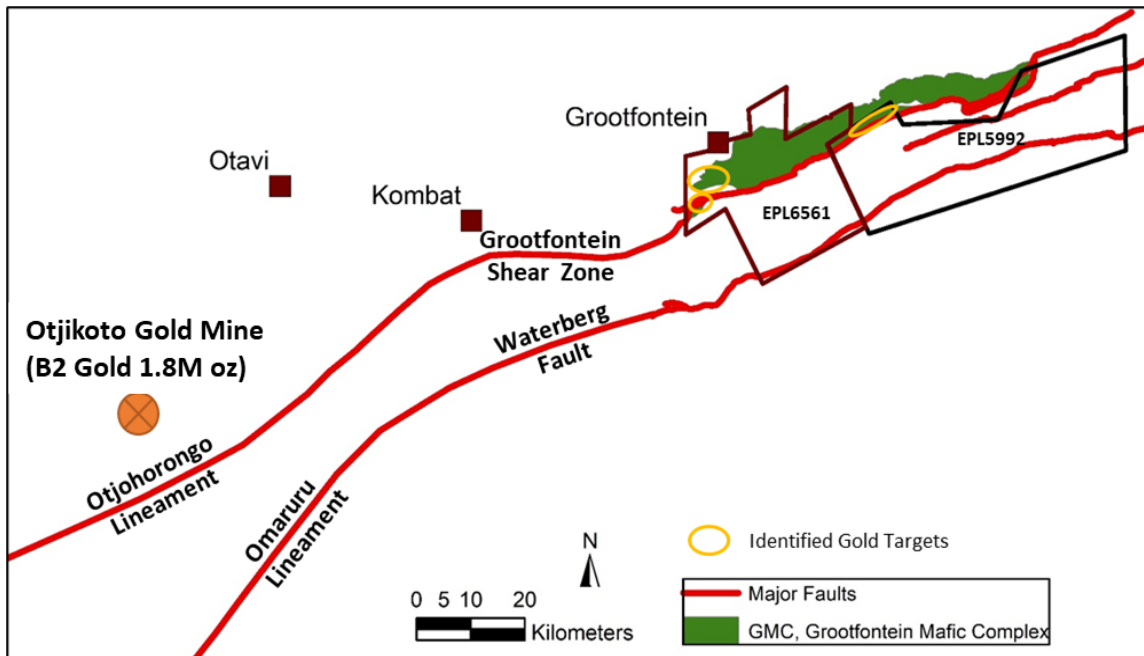 Grootfontein
EPL5992
Otavi
Kombat
EPL6561
Grootfontein
Shear Zone
Waterberg
Fault
Otjikoto Gold Mine
(B2 Gold 1.8M oz)
Otjohorongo
Lineament
Omaruru
Lineament
N
Identified Gold Targets
0 5 10 20
Kilometers
Major Faults
GMC, Grootfontein Mafic Complex